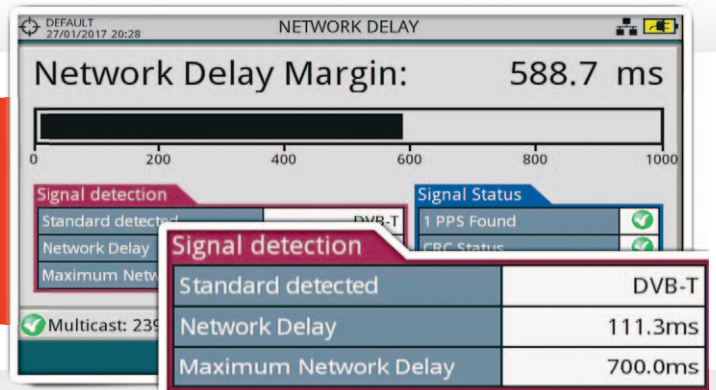 DEFAULT
27/01/2017 20:28
NETWORK DELAY
Network Delay Margin: 588.7 ms
0 200 400 600 800 1000
Signal detection
Standard detected DVB-T
Network Delay
Maximum
Signal Status
1 PPS Found
CRC Status
Multicast:
Signal detection
Standard detected DVB-T
Network Delay 111.3ms
Maximum Network Delay 700.0ms